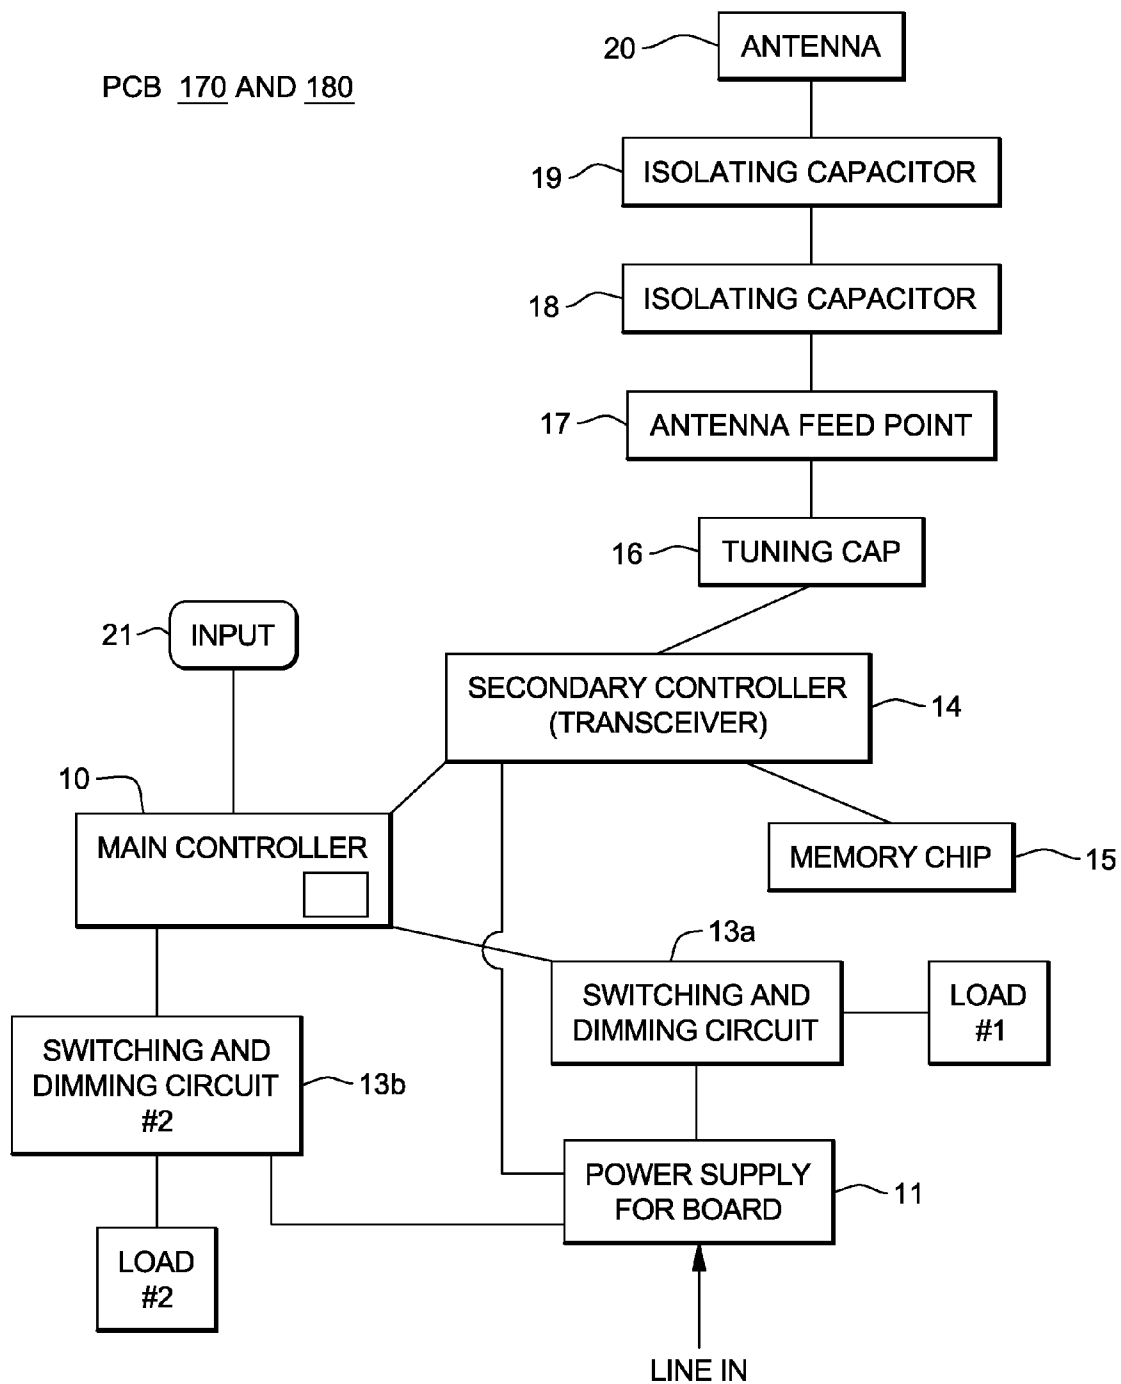 20
ANTENNA
PCB 170 AND 180
19
ISOLATING CAPACITOR
18
ISOLATING CAPACITOR
17
ANTENNA FEED POINT
16
TUNING CAP
21
INPUT
SECONDARY CONTROLLER
(TRANSCEIVER)
14
10
MAIN CONTROLLER
MEMORY CHIP
15
13a
SWITCHING AND
DIMMING CIRCUIT
LOAD
#1
SWITCHING AND
DIMMING CIRCUIT
#2
13b
POWER SUPPLY
FOR BOARD
11
LOAD
#2
LINE IN